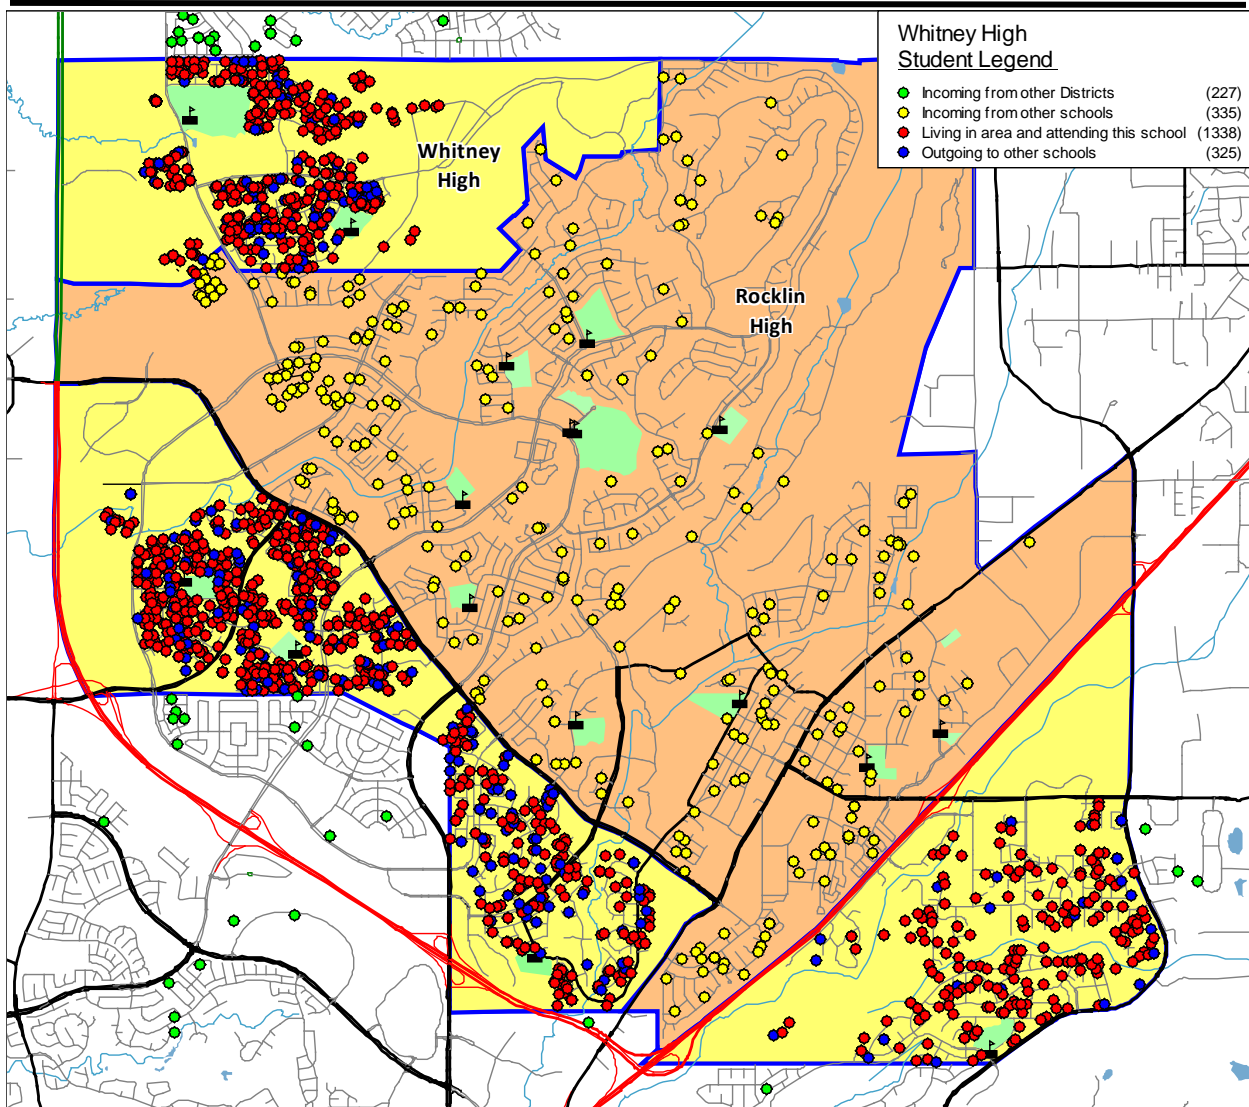 Whitney High
Student Legend
Incoming from other Districts (227)
Incoming from other schools (335)
Living in area and attending this school (1338)
Outgoing to other schools (325)
Whitney
High
Rocklin
High